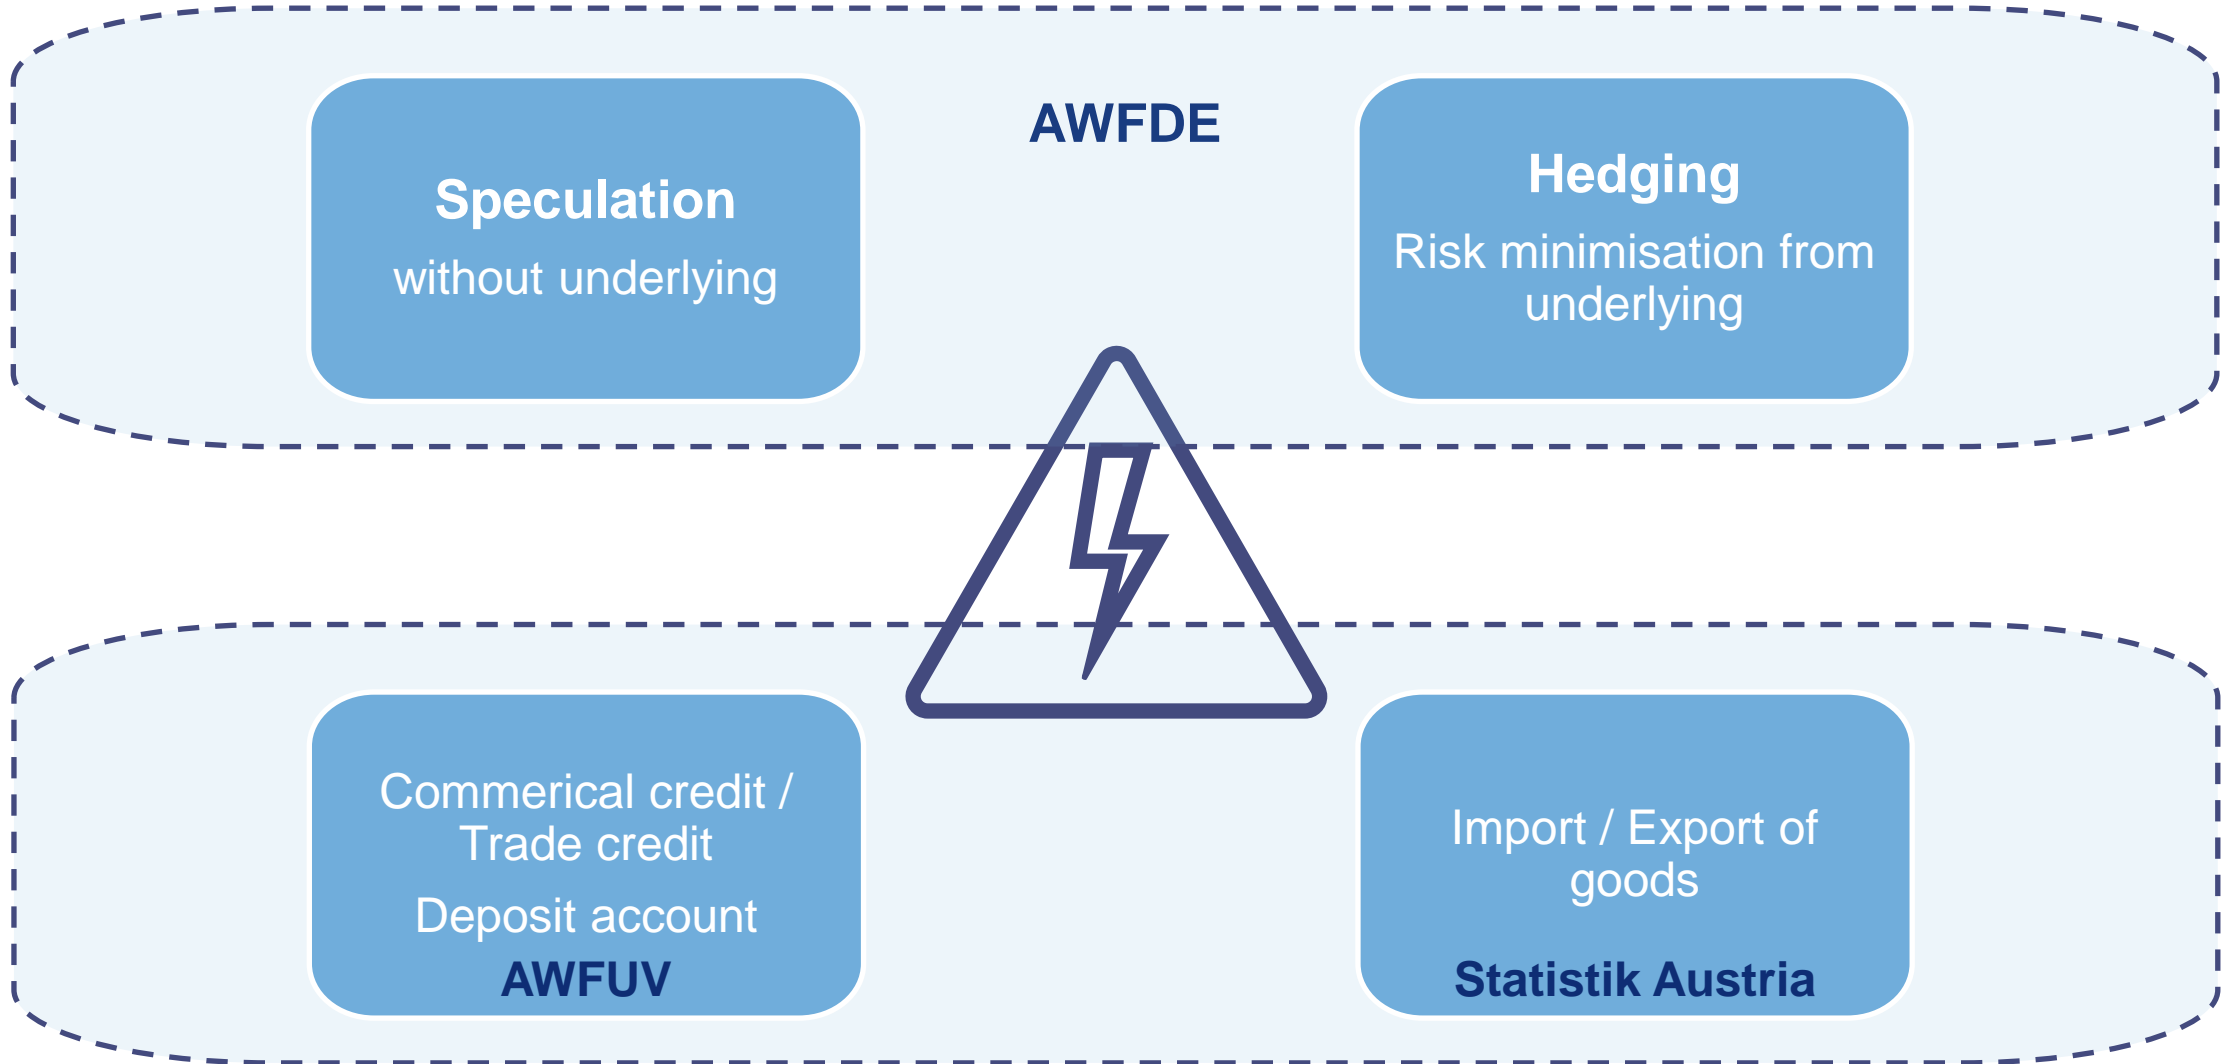 AWFDE
Speculation
without underlying
Hedging
Risk minimisation from
underlying
Commerical credit /
Trade credit
Deposit account
AWFUV
Import / Export of
goods
Statistik Austria